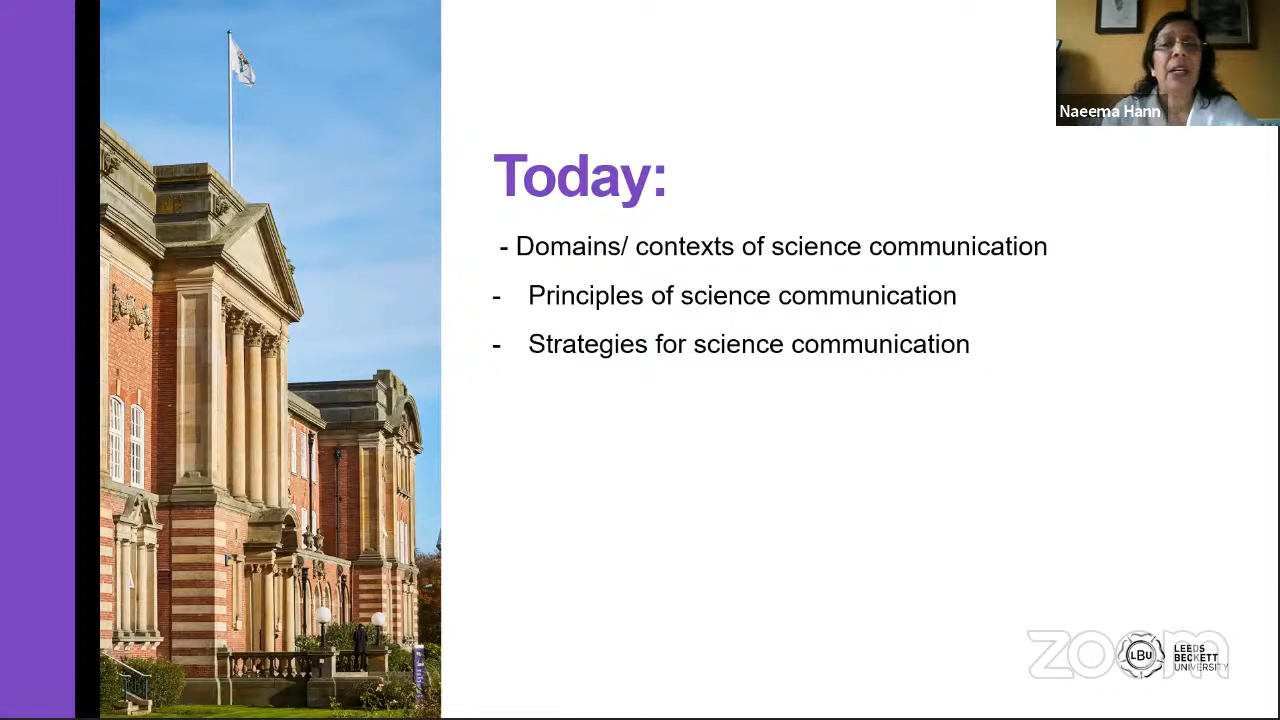 Naeema Hann
Today:
- Domains/ contexts of science communication
- Principles of science communication
- Strategies for science communication
zoom
LBU
LEEDS
BECKETT
UNIVERSITY